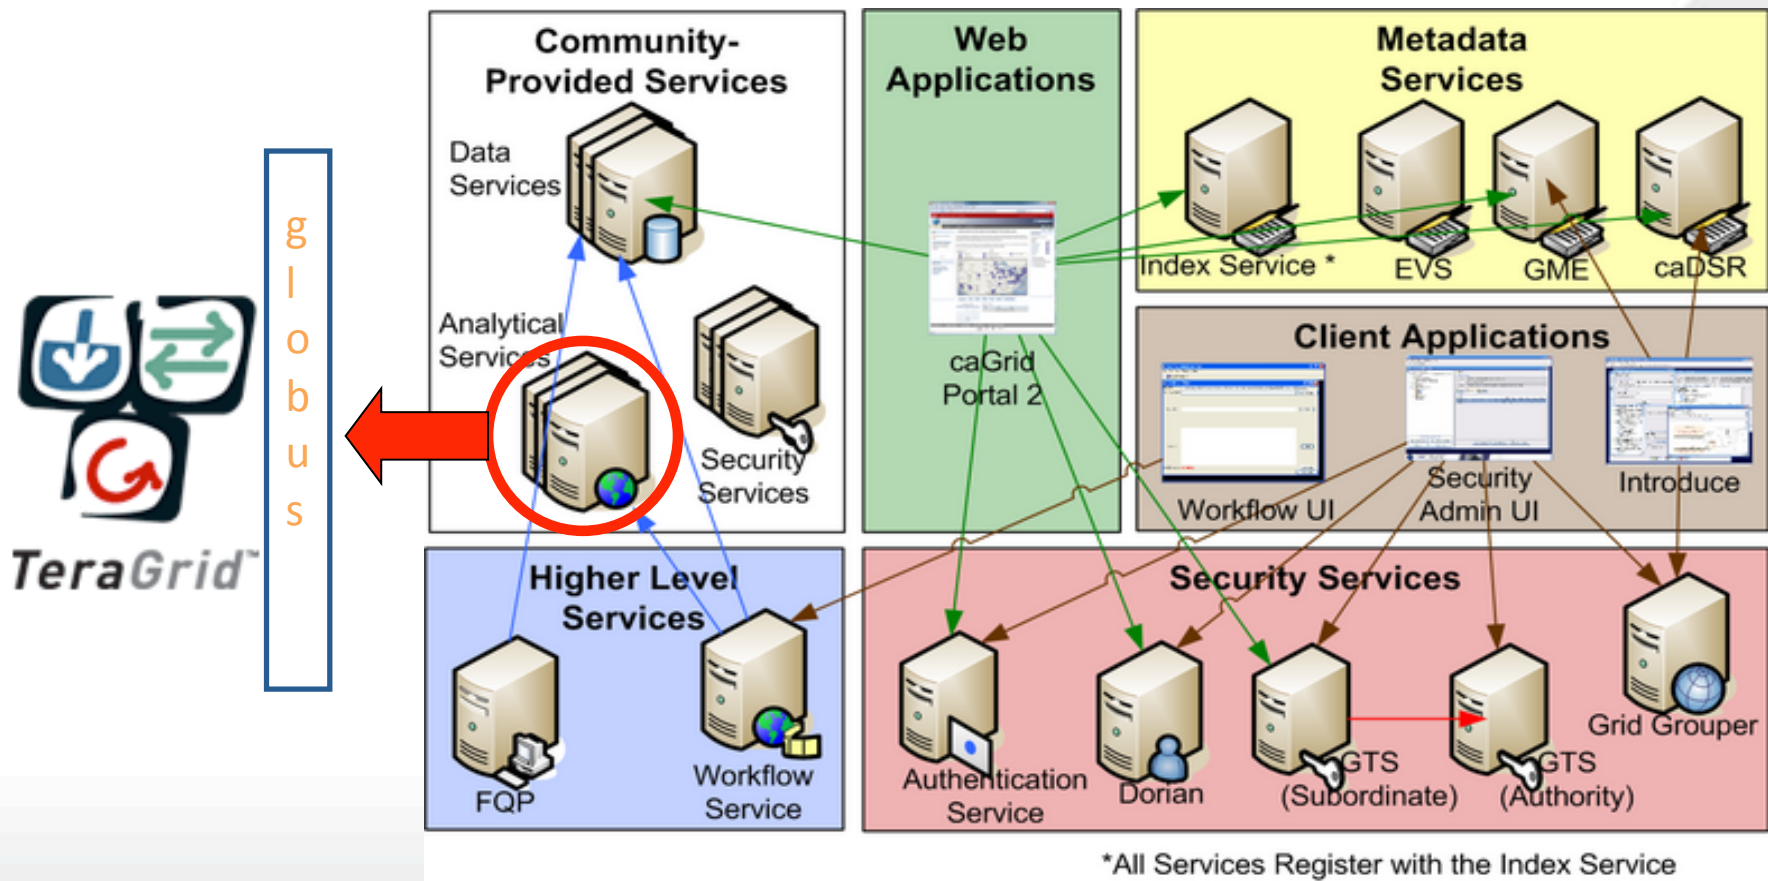 Community-
Provided Services
Data
Services
Analytical
Services
Security
Services
Web
Applications
caGrid
Portal 2
Metadata
Services
Index Service *
EVS
GME
caDSR
Client Applications
Workflow UI
Security
Admin UI
Introduce
globus
TeraGrid™
Higher Level
Services
FQP
Workflow
Service
Security Services
Authentication
Service
Dorian
GTS
(Subordinate)
GTS
(Authority)
Grid Grouper
*All Services Register with the Index Service